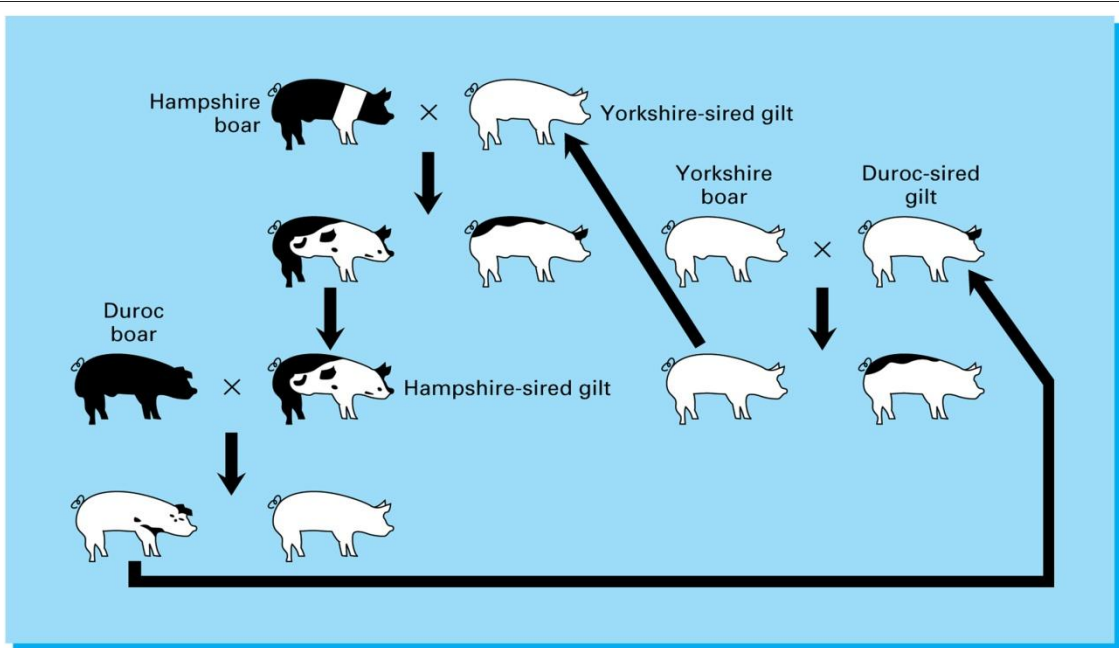 Hampshire
boar
×
Yorkshire-sired gilt
Yorkshire
boar
×
Duroc-sired
gilt
Duroc
boar
×
Hampshire-sired gilt